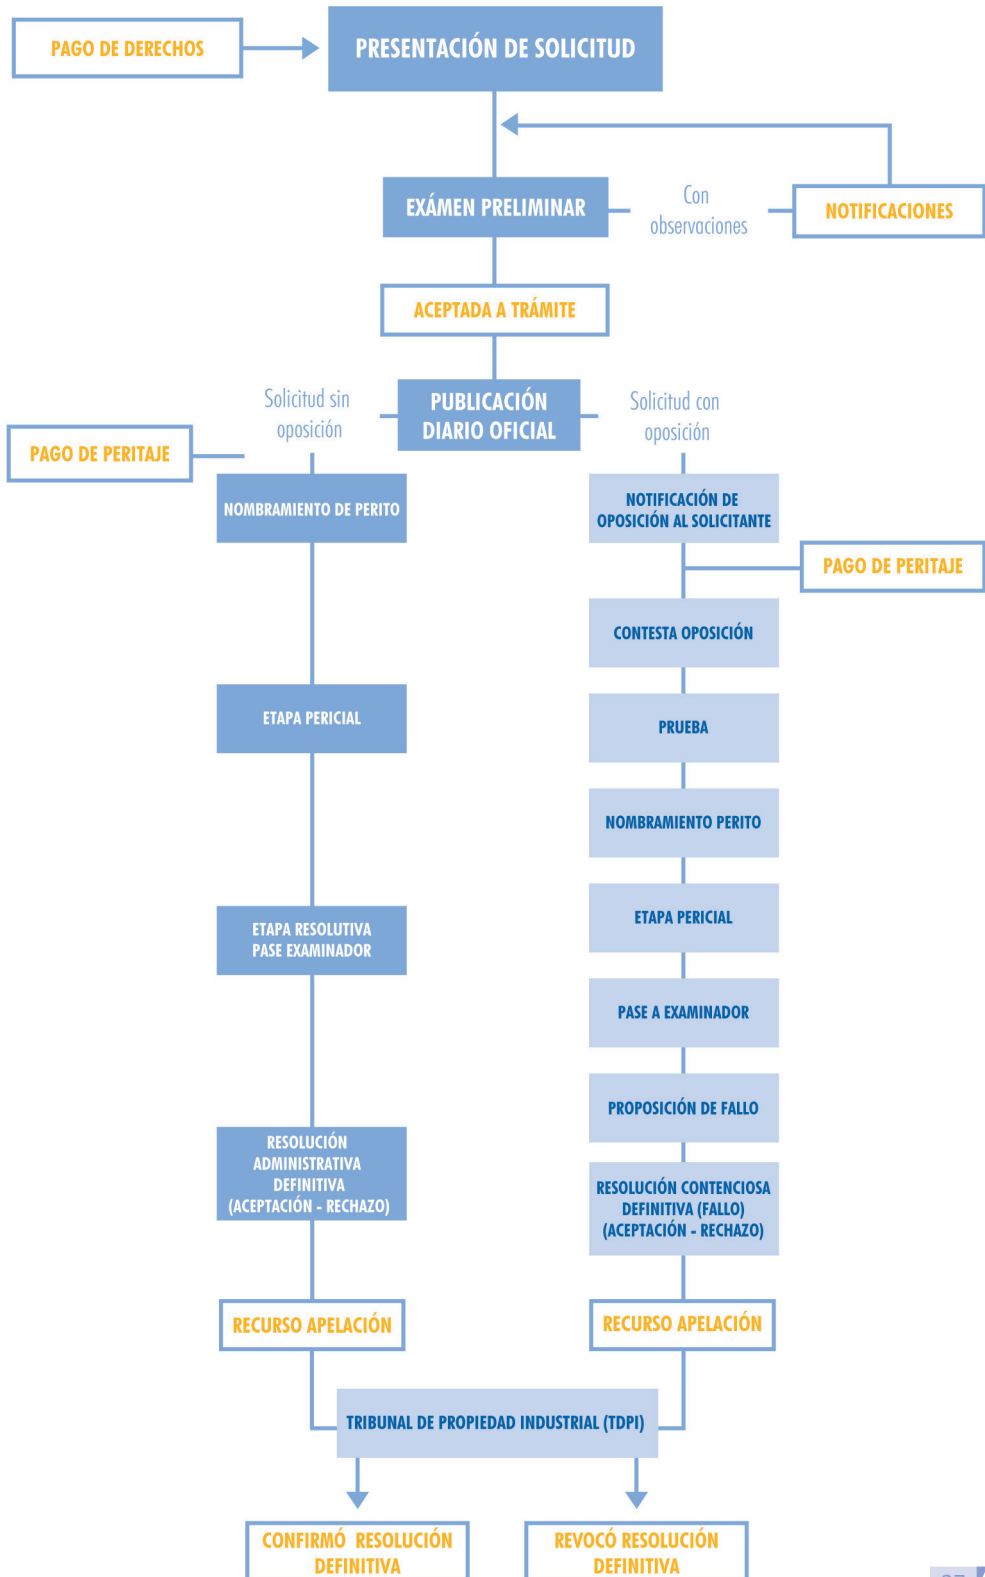 PAGO DE DERECHOS
PRESENTACIÓN DE SOLICITUD
EXÁMEN PRELIMINAR
Con
observaciones
NOTIFICACIONES
ACEPTADA A TRÁMITE
Solicitud sin
oposición
PUBLICACIÓN
DIARIO OFICIAL
Solicitud con
oposición
PAGO DE PERITAJE
NOMBRAMIENTO DE PERITO
ETAPA PERICIAL
ETAPA RESOLUTIVA
PASE EXAMINADOR
RESOLUCIÓN
ADMINISTRATIVA
DEFINITIVA
(ACEPTACIÓN - RECHAZO)
RECURSO APELACIÓN
NOTIFICACIÓN DE
OPOSICIÓN AL SOLICITANTE
PAGO DE PERITAJE
CONTESTA OPOSICIÓN
PRUEBA
NOMBRAMIENTO PERITO
ETAPA PERICIAL
PASE A EXAMINADOR
PROPOSICIÓN DE FALLO
RESOLUCIÓN CONTENCIOSA
DEFINITIVA (FALLO)
(ACEPTACIÓN - RECHAZO)
RECURSO APELACIÓN
TRIBUNAL DE PROPIEDAD INDUSTRIAL (TDPI)
CONFIRMÓ RESOLUCIÓN
DEFINITIVA
REVOCÓ RESOLUCIÓN
DEFINITIVA